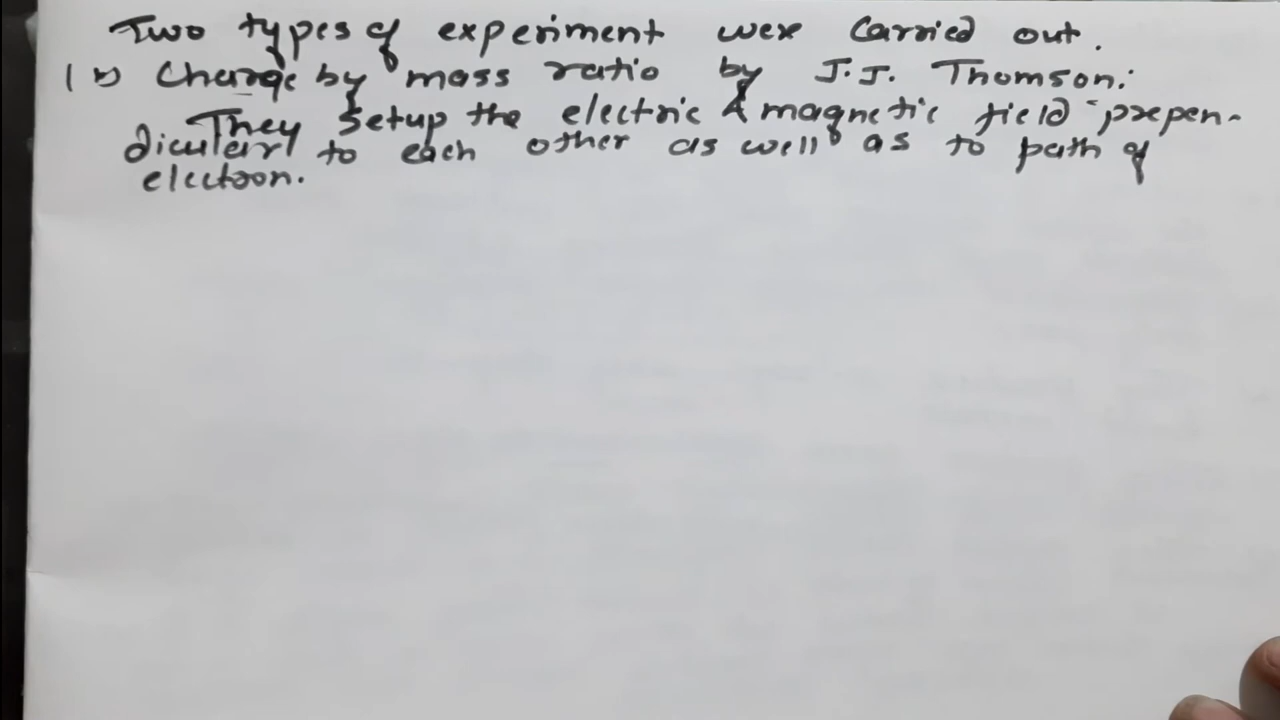 Two types of experiment were carried out.
1 ) Charge by mass ratio by J.J. Thomson:
They setup the electric & magnetic field prepen-
dicular to each other as well as to path of
electron.